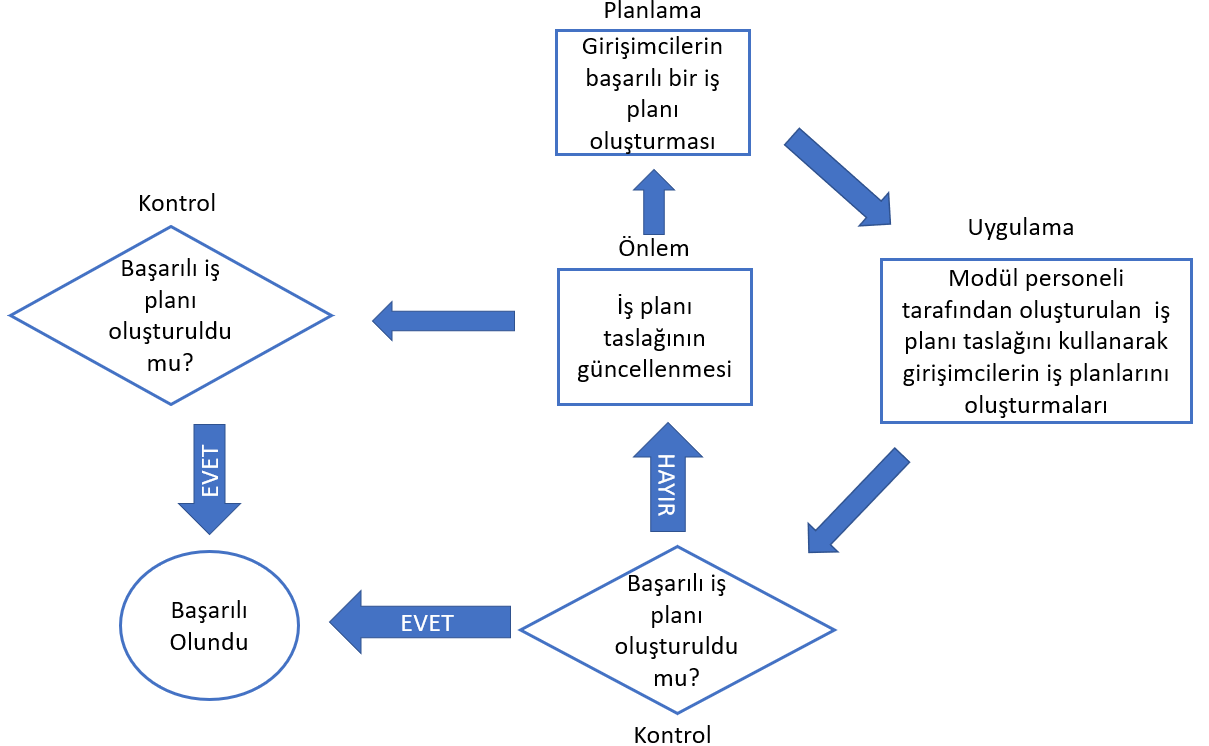 Planlama
Girişimcilerin
başarılı bir iş
planı
oluşturması
Uygulama
Modül personeli
tarafından oluşturulan iş
planı taslağını kullanarak
girişimcilerin iş planlarını
oluşturmaları
Kontrol
Başarılı iş
planı
oluşturuldu
mu?
Önlem
İş planı
taslağının
güncellenmesi
EVET
HAYIR
Başarılı
Olundu
EVET
Başarılı iş
planı
oluşturuldu
mu?
Kontrol